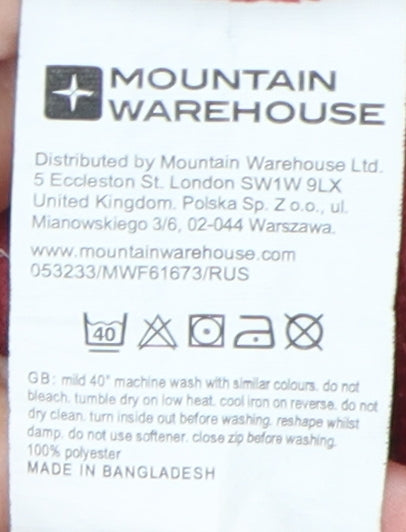 MOUNTAIN
WAREHOUSE
Distributed by Mountain Warehouse Ltd.
5 Eccleston St. London SW1W 9LX
United Kingdom. Polska Sp. Z o.o., ul.
Mianowskiego 3/6, 02-044 Warszawa.
www.mountainwarehouse.com
053233/MWF61673/RUS
40
GB: mild 40° machine wash with similar colours. do not
bleach. tumble dry on low heat. cool iron on reverse. do not
dry clean. turn inside out before washing. reshape whilst
damp. do not use softener. close zip before washing.
100% polyester
MADE IN BANGLADESH